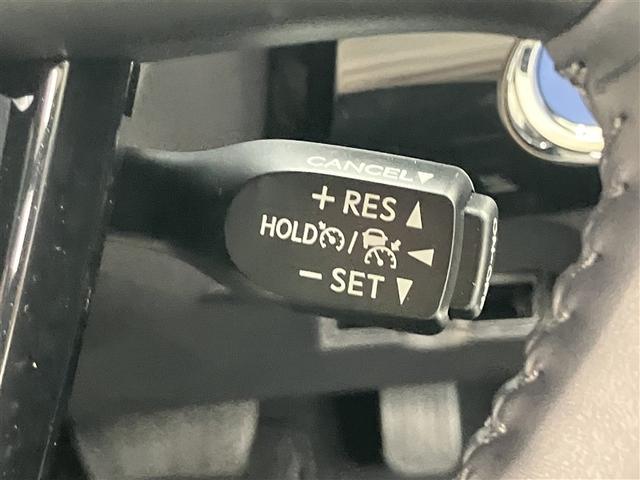 CANCEL▼
+ RES ▲
HOLD / ◀
− SET ▼